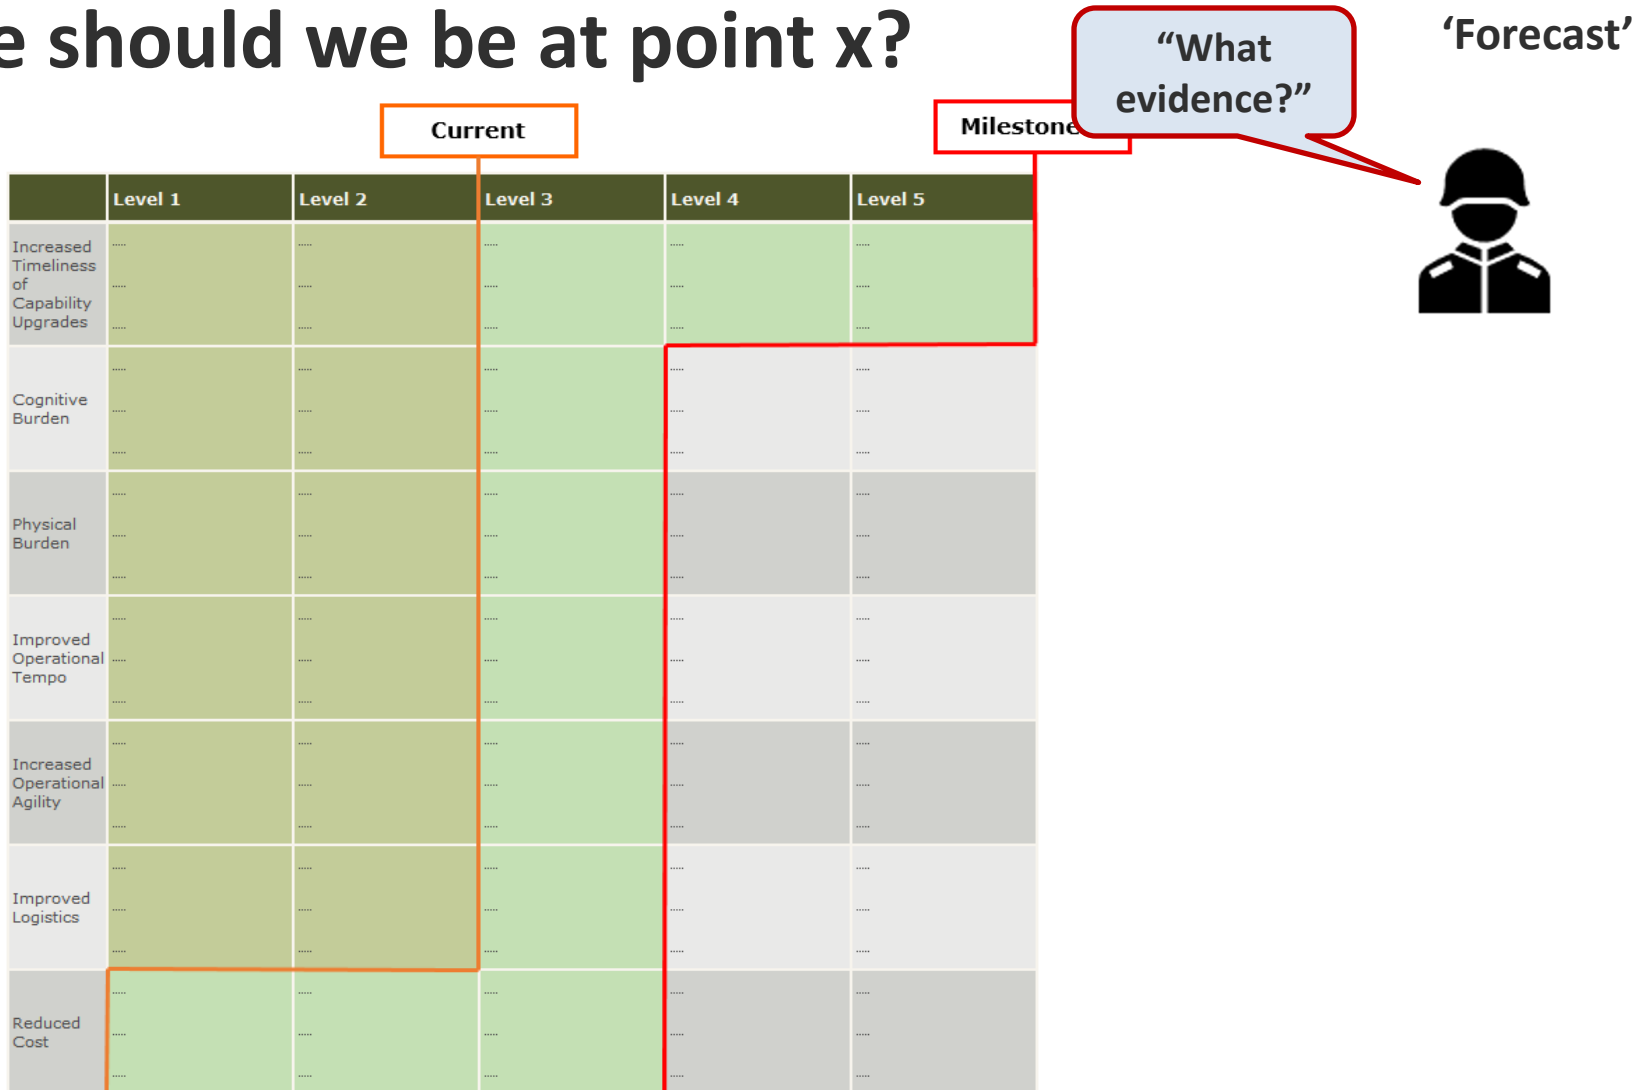 e should we be at point x?
“What
evidence?”
‘Forecast’
Current
Milestone
Level 1
Level 2
Level 3
Level 4
Level 5
Increased
Timeliness
of
Capability
Upgrades
Cognitive
Burden
Physical
Burden
Improved
Operational
Tempo
Increased
Operational
Agility
Improved
Logistics
Reduced
Cost